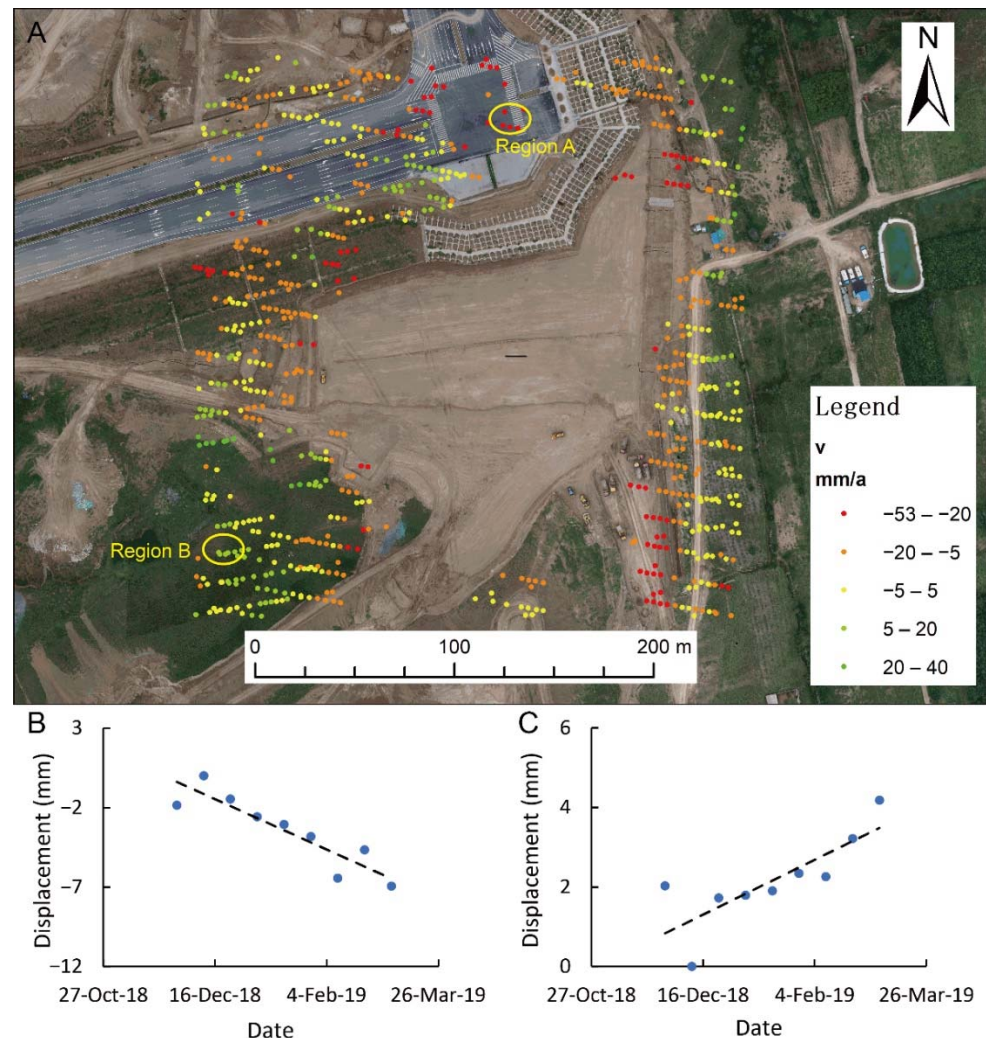 A
N
Region A
Region B
Legend
v
mm/a
−53 – −20
−20 – −5
−5 – 5
5 – 20
20 – 40
0 100 200 m
B
3
−2
−7
−12
Displacement (mm)
27-Oct-18 16-Dec-18 4-Feb-19 26-Mar-19
Date
C
6
4
2
0
Displacement (mm)
27-Oct-18 16-Dec-18 4-Feb-19 26-Mar-19
Date